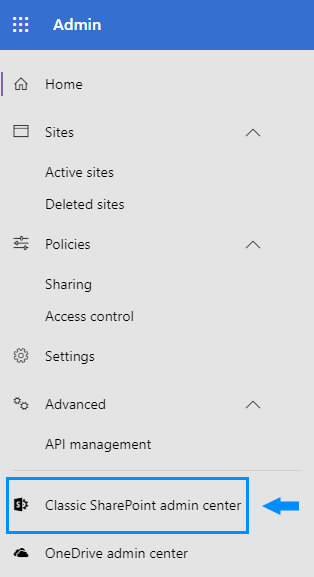 Admin
Home
Sites
Active sites
Deleted sites
Policies
Sharing
Access control
Settings
Advanced
API management
Classic SharePoint admin center
OneDrive admin center